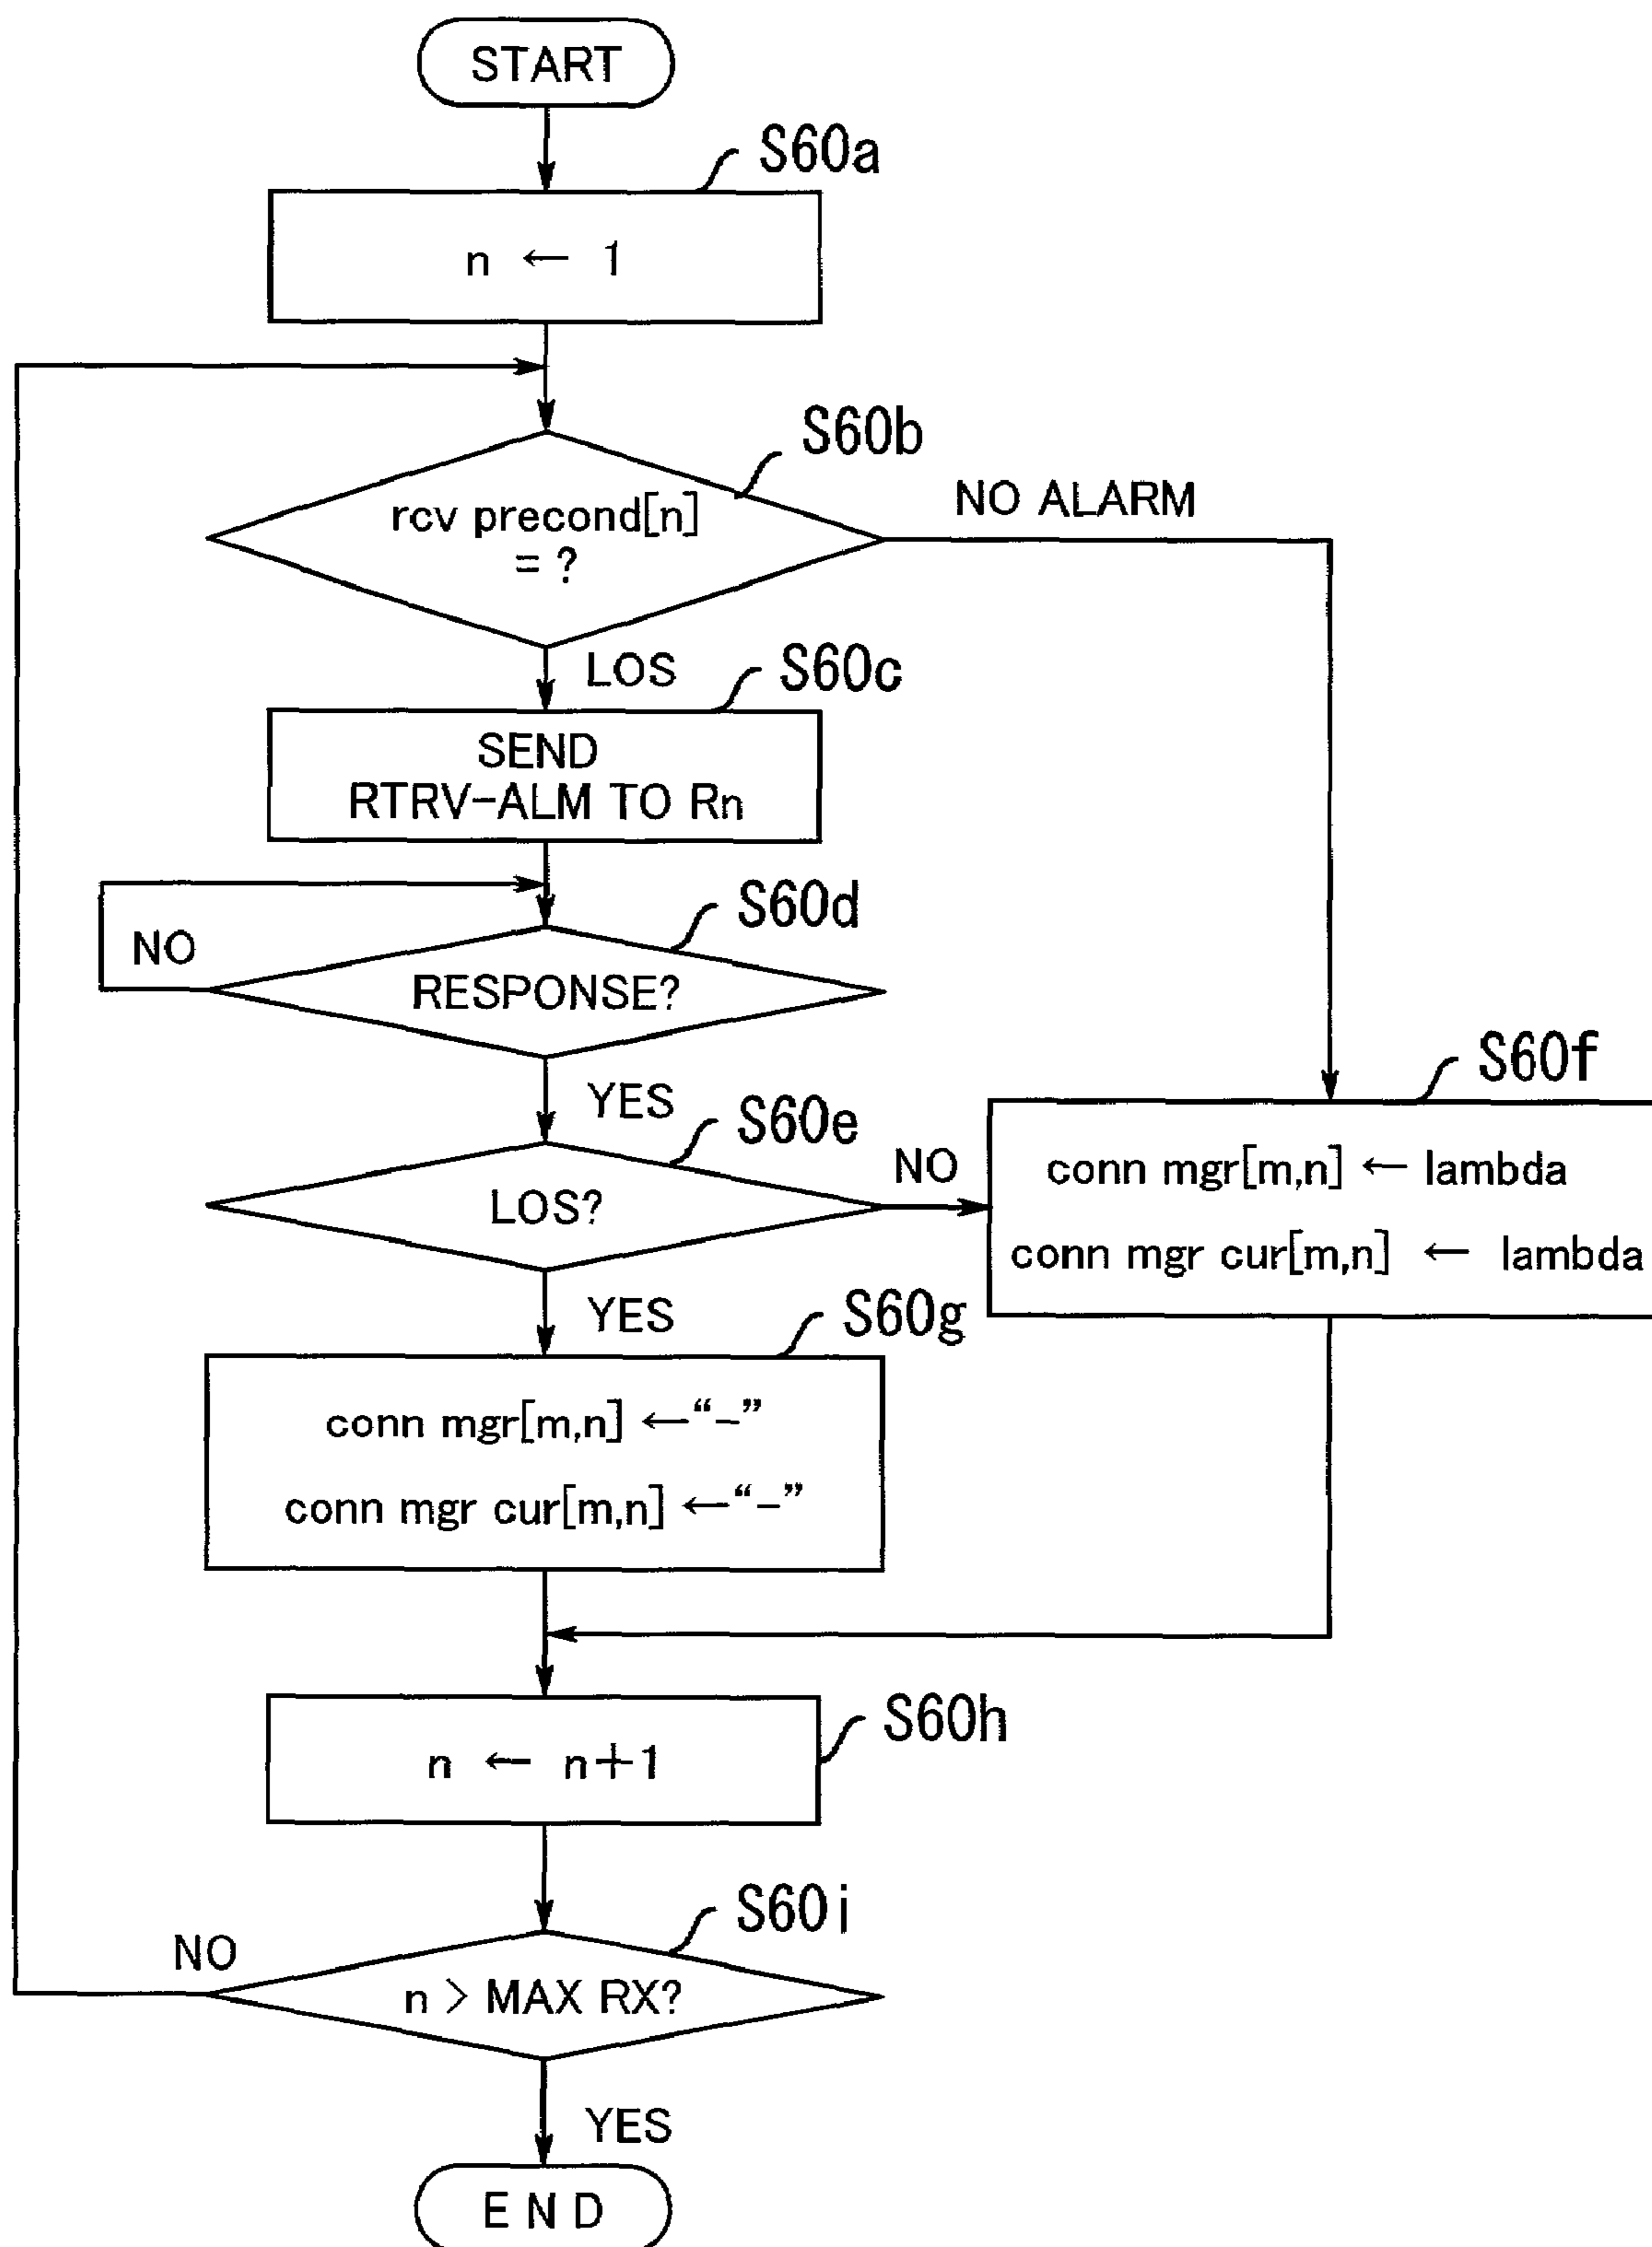 START
S60a
n ← 1
S60b
rcv precond[n]
= ?
NO ALARM
LOS
S60c
SEND
RTRV-ALM TO Rn
S60d
NO
RESPONSE?
YES
S60e
LOS?
NO
S60f
conn mgr[m,n] ← lambda
conn mgr cur[m,n] ← lambda
YES
S60g
conn mgr[m,n] ←“-”
conn mgr cur[m,n] ←“-”
S60h
n ← n+1
S60i
NO
n > MAX RX?
YES
END